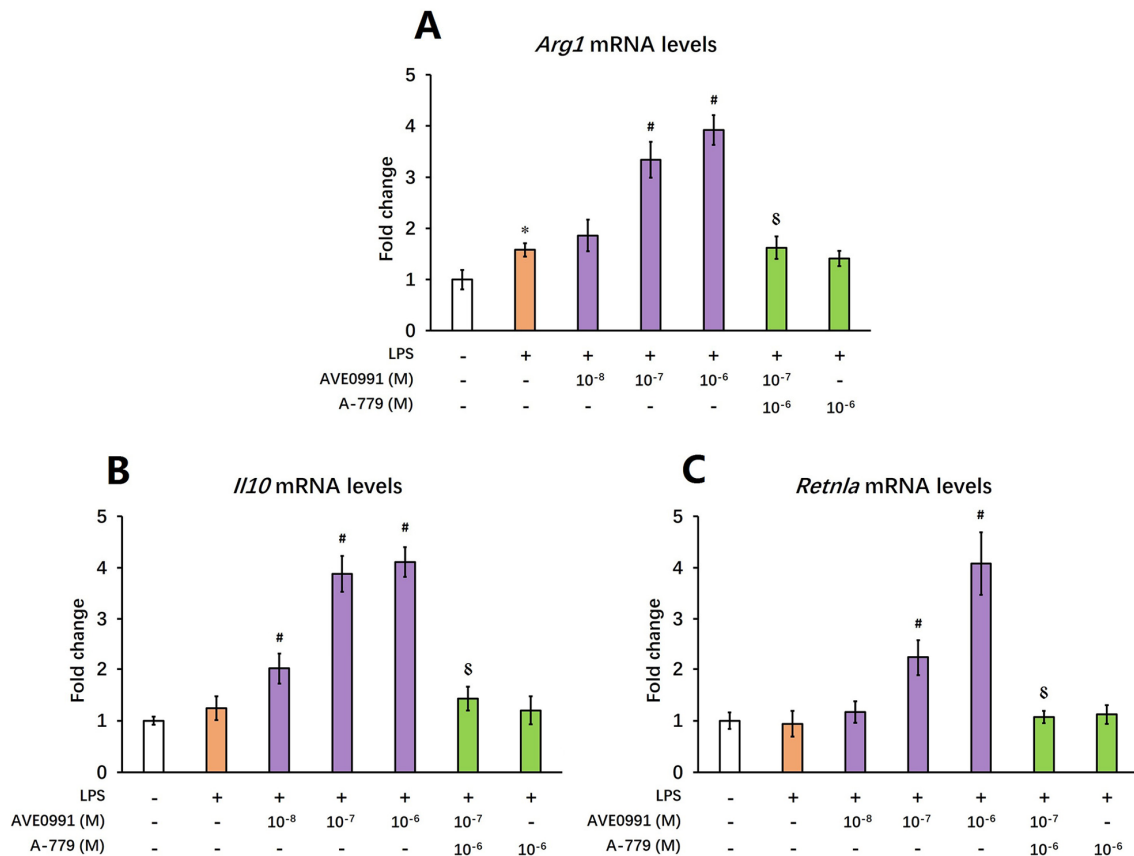 A
Arg1 mRNA levels
Fold change
5
4
3
2
1
0
*
#
#
§
LPS - + + + + + +
AVE0991 (M) - - 10⁻⁸ 10⁻⁷ 10⁻⁶ 10⁻⁷ -
A-779 (M) - - - - - 10⁻⁶ 10⁻⁶
B
Il10 mRNA levels
Fold change
5
4
3
2
1
0
#
#
#
§
LPS - + + + + + +
AVE0991 (M) - - 10⁻⁸ 10⁻⁷ 10⁻⁶ 10⁻⁷ -
A-779 (M) - - - - - 10⁻⁶ 10⁻⁶
C
Retnla mRNA levels
Fold change
5
4
3
2
1
0
#
#
§
LPS - + + + + + +
AVE0991 (M) - - 10⁻⁸ 10⁻⁷ 10⁻⁶ 10⁻⁷ -
A-779 (M) - - - - - 10⁻⁶ 10⁻⁶